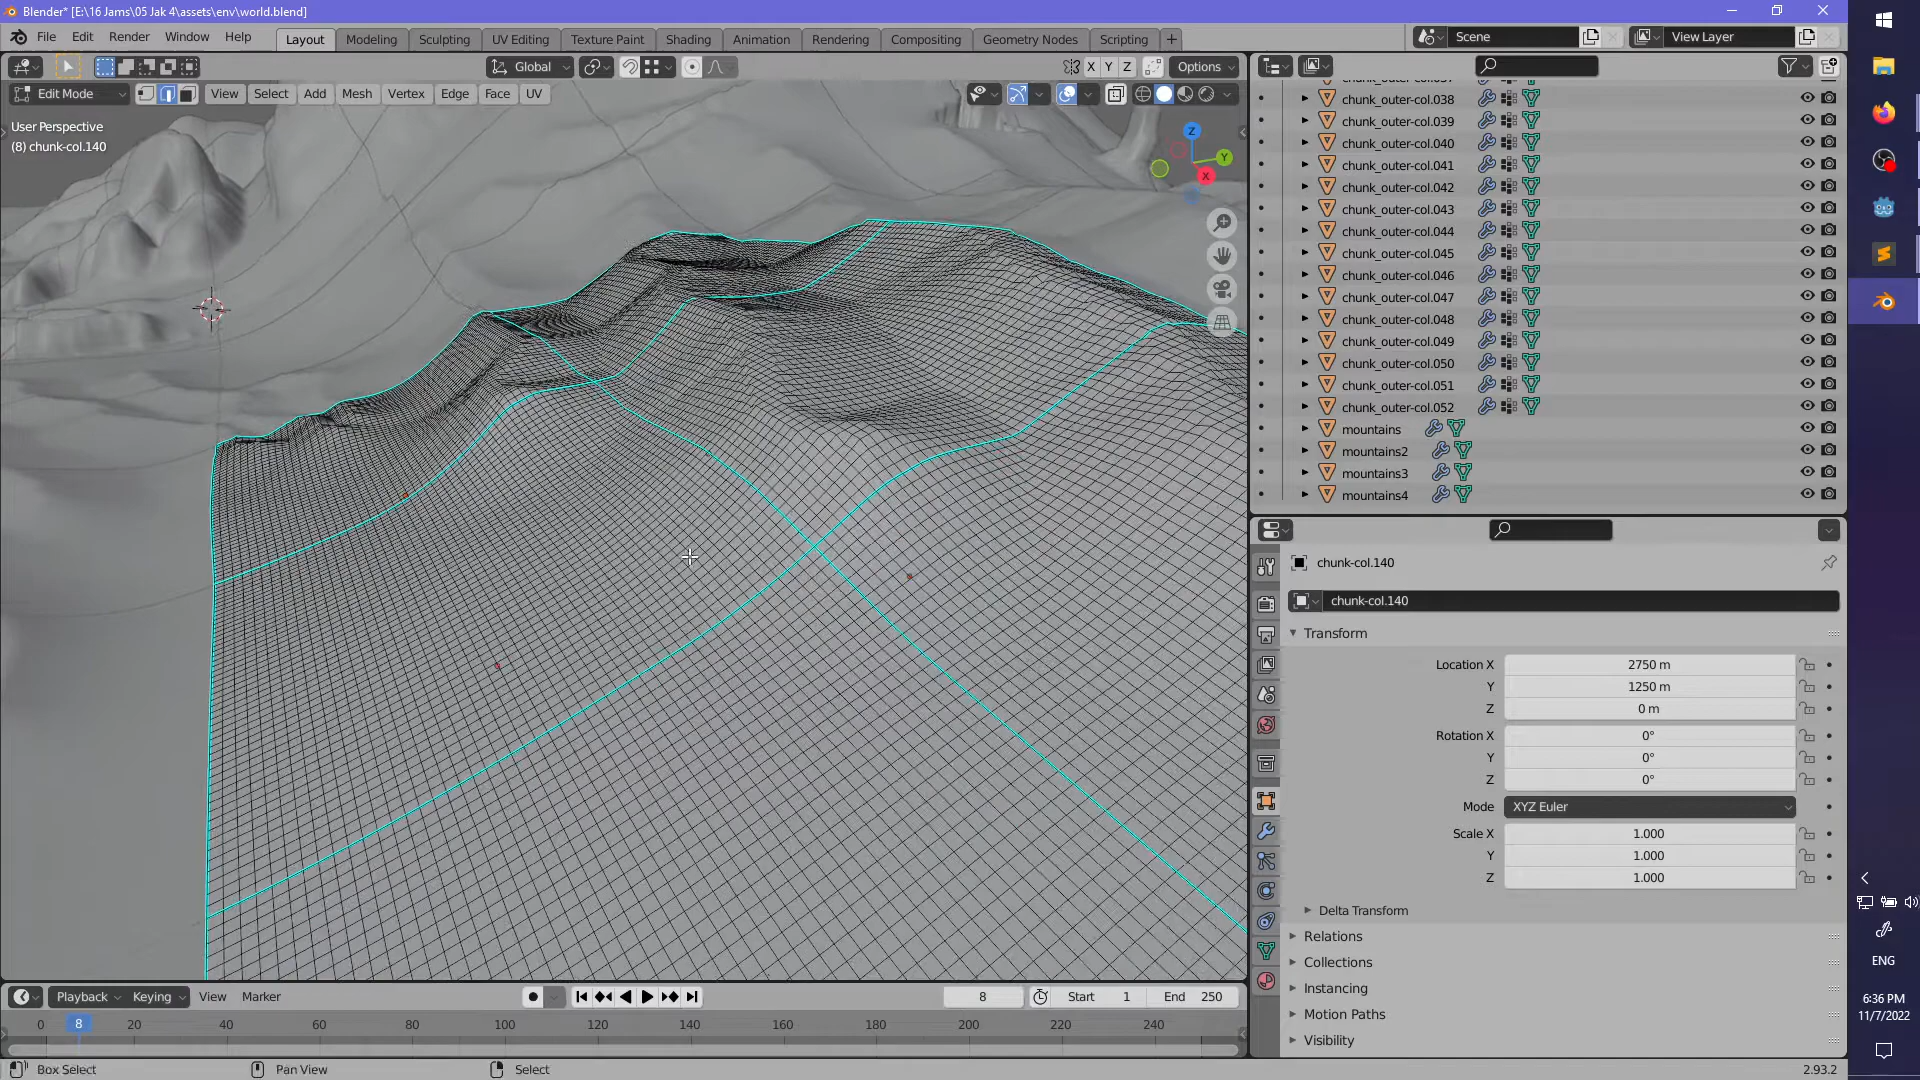 Blender* [E:\16 Jams\05 Jak 4\assets\env\world.blend]
File Edit Render Window Help
Layout Modeling Sculpting UV Editing Texture Paint Shading Animation Rendering Compositing Geometry Nodes Scripting +
Scene
View Layer
Global
X Y Z
Options
Edit Mode
View Select Add Mesh Vertex Edge Face UV
User Perspective
(8) chunk-col.140
Z
Y
X
chunk_outer-col.038
chunk_outer-col.039
chunk_outer-col.040
chunk_outer-col.041
chunk_outer-col.042
chunk_outer-col.043
chunk_outer-col.044
chunk_outer-col.045
chunk_outer-col.046
chunk_outer-col.047
chunk_outer-col.048
chunk_outer-col.049
chunk_outer-col.050
chunk_outer-col.051
chunk_outer-col.052
mountains
mountains2
mountains3
mountains4
chunk-col.140
chunk-col.140
Transform
Location X 2750 m
Y 1250 m
Z 0 m
Rotation X 0°
Y 0°
Z 0°
Mode XYZ Euler
Scale X 1.000
Y 1.000
Z 1.000
Delta Transform
Relations
Collections
Instancing
Motion Paths
Visibility
Playback Keying View Marker
8
Start 1
End 250
0 8 20 40 60 80 100 120 140 160 180 200 220 240
Box Select
Pan View
Select
2.93.2
ENG
6:36 PM
11/7/2022